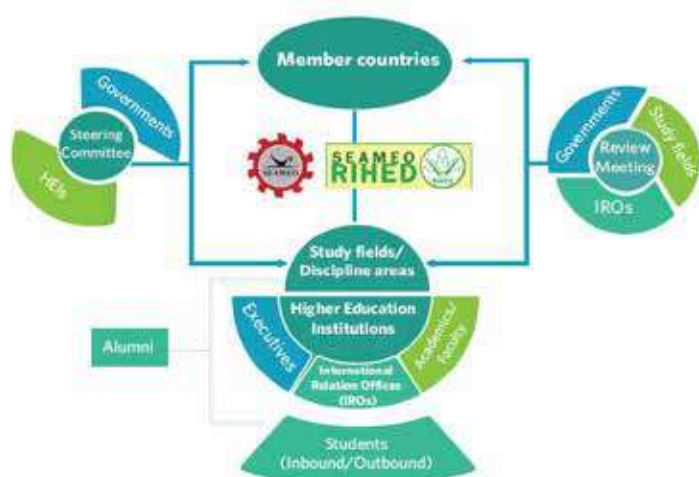 Member countries
Governments
Steering
Committee
HEIs
SEAMEO
SEAMEO
RIHED
Governments
Study fields
Review
Meeting
IROs
Study fields/
Discipline areas
Higher Education
Institutions
Executives
Academics/
Faculty
International
Relation Offices
(IROs)
Alumni
Students
(Inbound/Outbound)